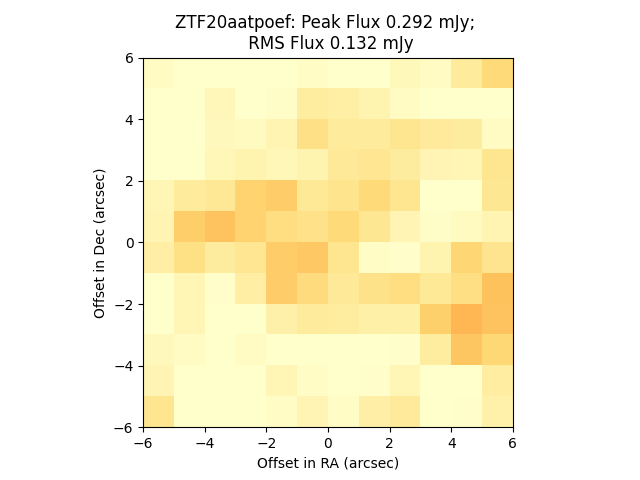 ZTF20aatpoef: Peak Flux 0.292 mJy;
RMS Flux 0.132 mJy
6
4
2
0
−2
−4
−6
Offset in Dec (arcsec)
−6 −4 −2 0 2 4 6
Offset in RA (arcsec)